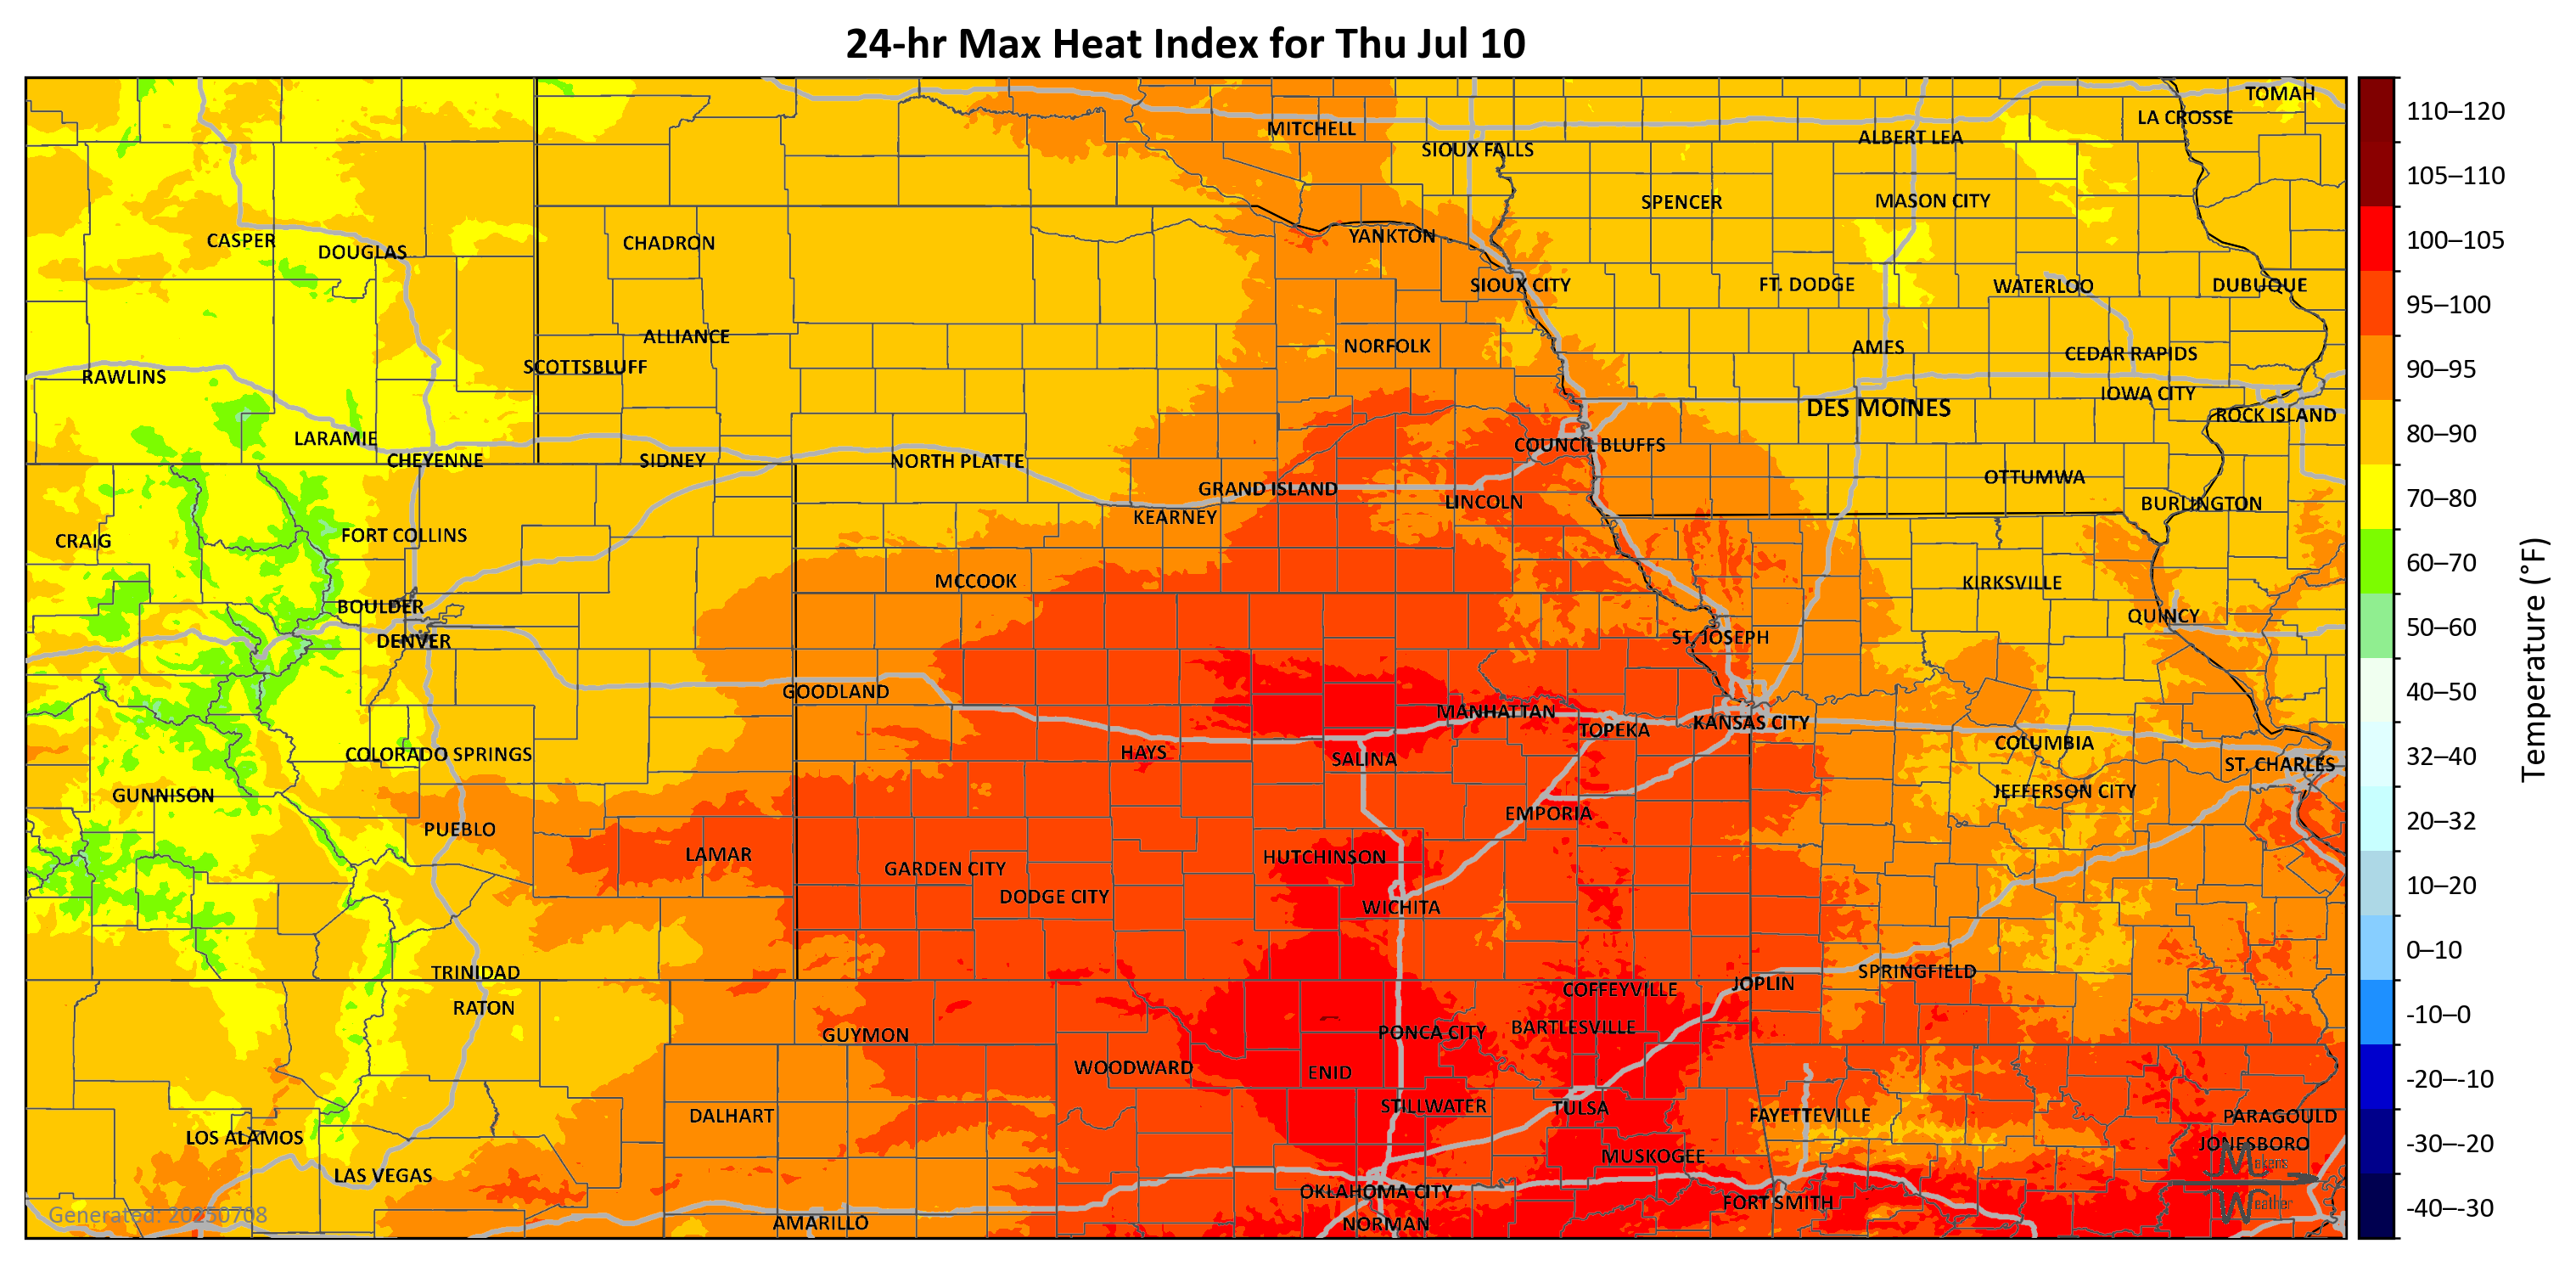 24-hr Max Heat Index for Thu Jul 10
TOMAH
LA CROSSE
MITCHELL
ALBERT LEA
SIOUX FALLS
SPENCER
MASON CITY
CASPER
DOUGLAS
CHADRON
YANKTON
SIOUX CITY
FT. DODGE
WATERLOO
DUBUQUE
ALLIANCE
NORFOLK
AMES
CEDAR RAPIDS
SCOTTSBLUFF
RAWLINS
IOWA CITY
DES MOINES
ROCK ISLAND
LARAMIE
COUNCIL BLUFFS
CHEYENNE
SIDNEY
NORTH PLATTE
OTTUMWA
GRAND ISLAND
LINCOLN
BURLINGTON
KEARNEY
CRAIG
FORT COLLINS
MCCOOK
KIRKSVILLE
BOULDER
QUINCY
DENVER
ST. JOSEPH
GOODLAND
MANHATTAN
KANSAS CITY
TOPEKA
COLUMBIA
COLORADO SPRINGS
HAYS
SALINA
ST. CHARLES
GUNNISON
JEFFERSON CITY
EMPORIA
PUEBLO
LAMAR
HUTCHINSON
GARDEN CITY
DODGE CITY
WICHITA
TRINIDAD
SPRINGFIELD
JOPLIN
COFFEYVILLE
RATON
BARTLESVILLE
PONCA CITY
GUYMON
WOODWARD
ENID
STILLWATER
TULSA
DALHART
FAYETTEVILLE
PARAGOULD
LOS ALAMOS
JONESBORO
MUSKOGEE
LAS VEGAS
OKLAHOMA CITY
FORT SMITH
AMARILLO
NORMAN
Generated: 20250708
Makens
Weather
110–120
105–110
100–105
95–100
90–95
80–90
70–80
60–70
50–60
40–50
32–40
20–32
10–20
0–10
-10–0
-20–-10
-30–-20
-40–-30
Temperature (°F)